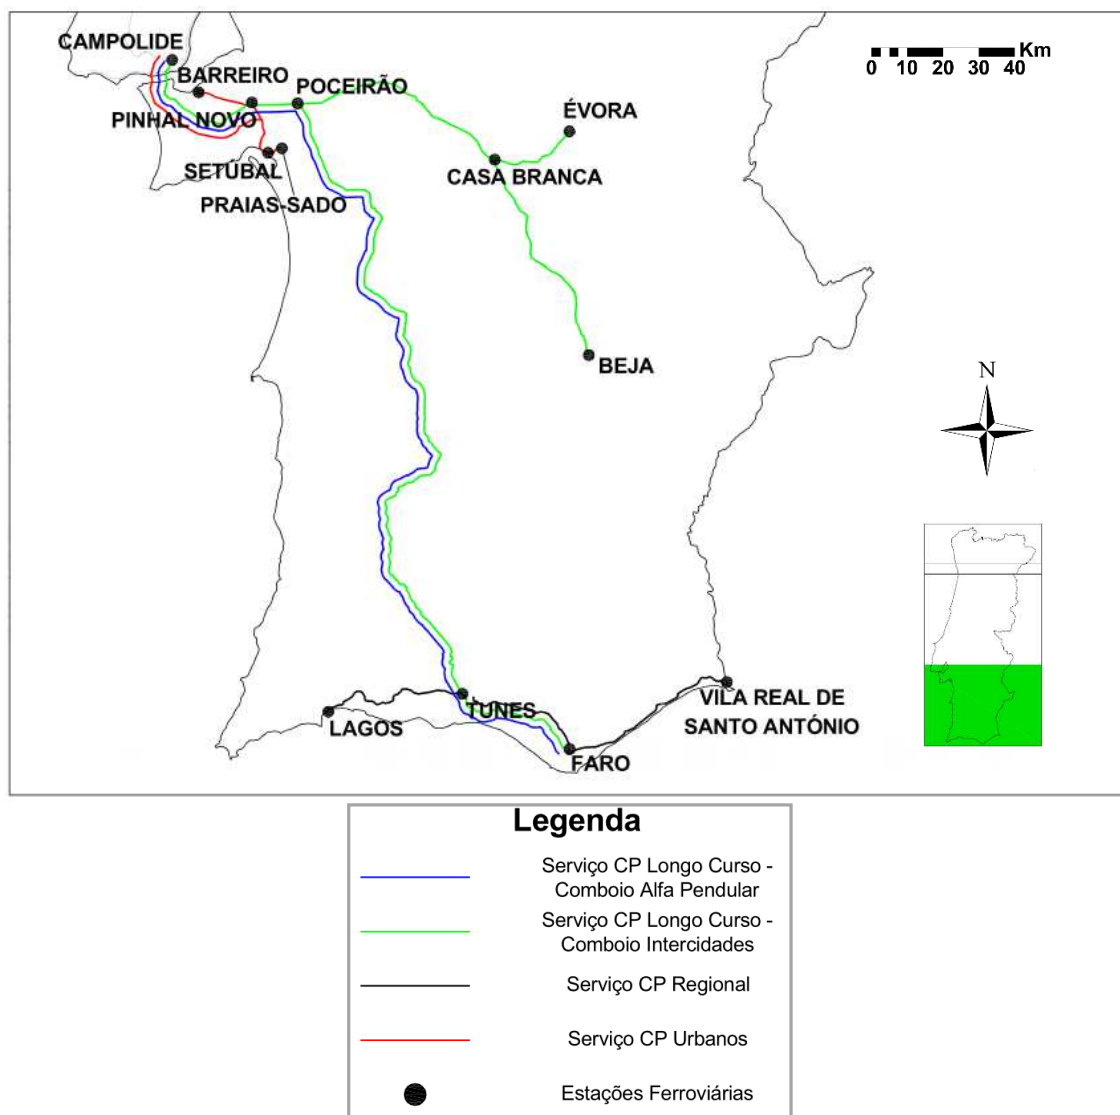 CAMPOLIDE
BARREIRO
POCEIRÃO
PINHAL NOVO
ÉVORA
SETÚBAL
CASA BRANCA
PRAIAS-SADO
BEJA
Km
0 10 20 30 40
N
TUNES
LAGOS
FARO
VILA REAL DE
SANTO ANTÓNIO
Legenda
Serviço CP Longo Curso -
Comboio Alfa Pendular
Serviço CP Longo Curso -
Comboio Intercidades
Serviço CP Regional
Serviço CP Urbanos
Estações Ferroviárias